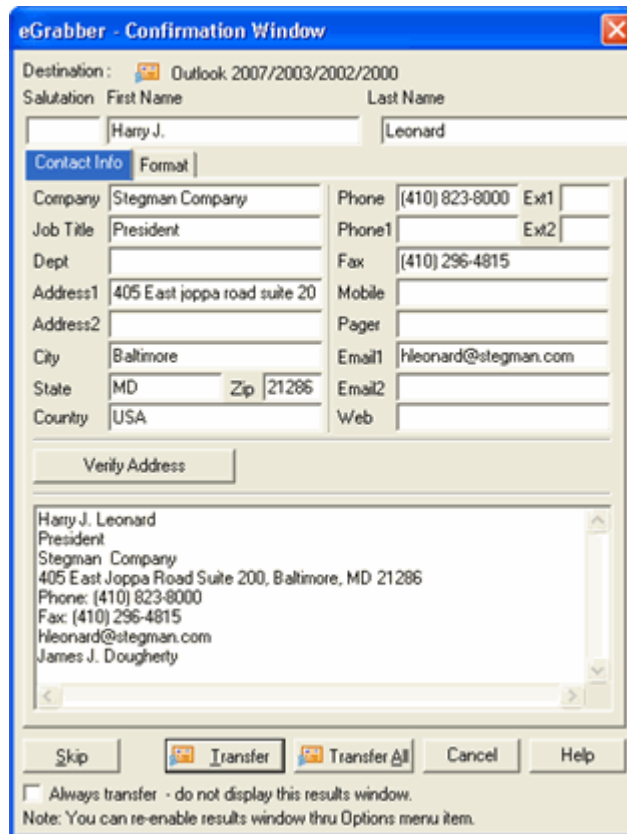 eGrabber - Confirmation Window
Destination : Outlook 2007/2003/2002/2000
Salutation First Name Last Name
Harry J. Leonard
Contact Info Format
Company Stegman Company Phone (410) 823-8000 Ext1
Job Title President Phone1 Ext2
Dept Fax (410) 296-4815
Address1 405 East joppa road suite 20 Mobile
Address2 Pager
City Baltimore Email1 hleonard@stegman.com
State MD Zip 21286 Email2
Country USA Web
Verify Address
Harry J. Leonard
President
Stegman Company
405 East Joppa Road Suite 200, Baltimore, MD 21286
Phone: (410) 823-8000
Fax: (410) 296-4815
hleonard@stegman.com
James J. Dougherty
Skip Transfer Transfer All Cancel Help
Always transfer - do not display this results window.
Note: You can re-enable results window thru Options menu item.